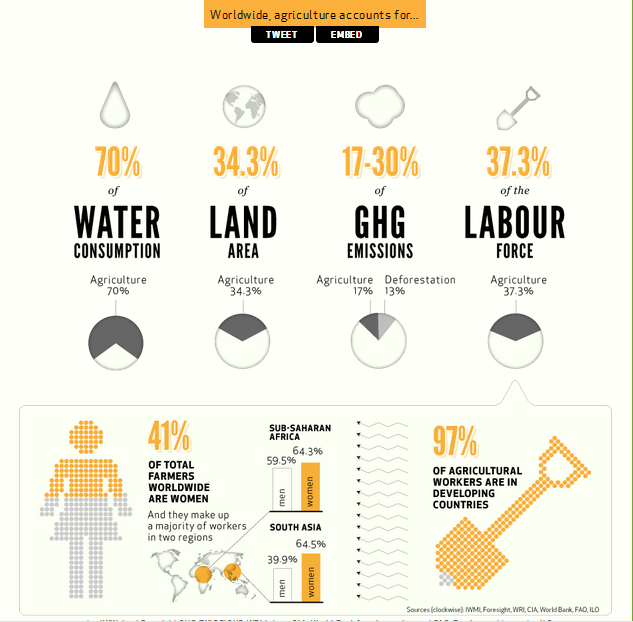 Worldwide, agriculture accounts for...
TWEET EMBED
70%
of
WATER
CONSUMPTION
34.3%
of
LAND
AREA
17-30%
of
GHG
EMISSIONS
37.3%
of the
LABOUR
FORCE
Agriculture
70%
Agriculture
34.3%
Agriculture
17%
Deforestation
13%
Agriculture
37.3%
41%
OF TOTAL
FARMERS
WORLDWIDE
ARE WOMEN
And they make up
a majority of workers
in two regions
SUB-SAHARAN
AFRICA
59.5%
64.3%
men
women
SOUTH ASIA
39.9%
64.5%
men
women
97%
OF AGRICULTURAL
WORKERS ARE IN
DEVELOPING
COUNTRIES
Sources (clockwise): IWMI, Foresight, WRI, CIA, World Bank, FAO, ILO